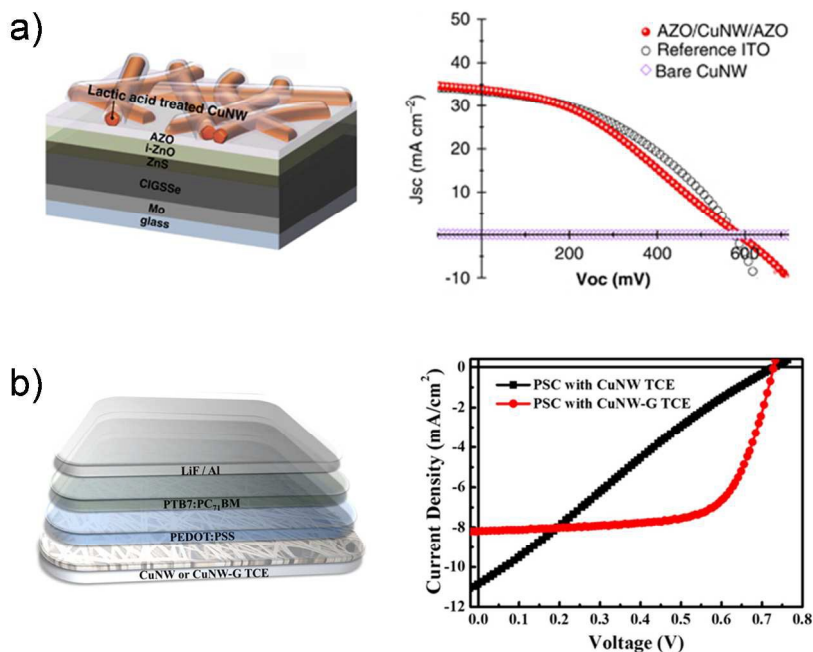 a)
Lactic acid treated CuNW
AZO
i-ZnO
ZnS
CIGSSe
Mo
glass
50
40
30
20
10
0
-10
200
400
600
Jsc (mA cm⁻²)
Voc (mV)
AZO/CuNW/AZO
Reference ITO
Bare CuNW
b)
LiF / Al
PTB7:PC₇₁BM
PEDOT:PSS
CuNW or CuNW-G TCE
0
-2
-4
-6
-8
-10
-12
0.0 0.1 0.2 0.3 0.4 0.5 0.6 0.7 0.8
Current Density (mA/cm²)
Voltage (V)
PSC with CuNW TCE
PSC with CuNW-G TCE